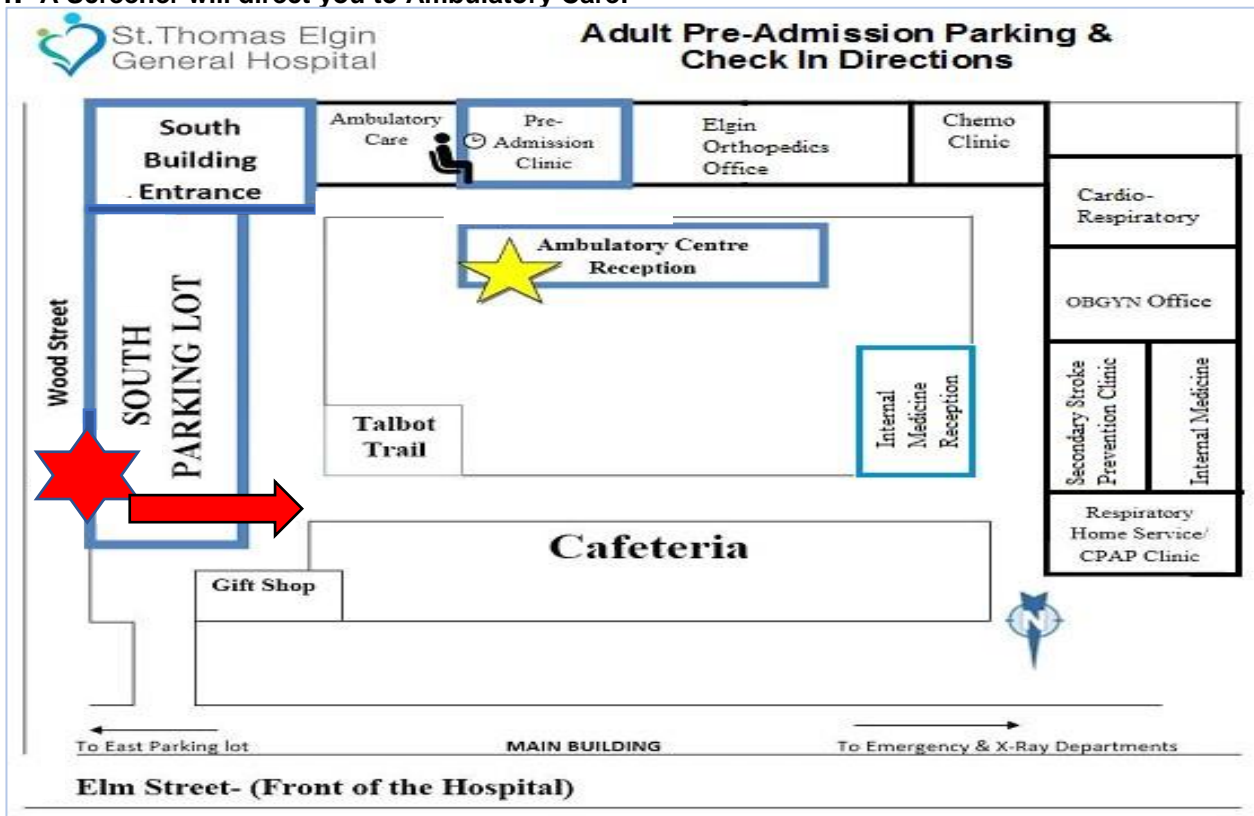 A Screener will direct you to Ambulatory Care.
St.Thomas Elgin
General Hospital
Adult Pre-Admission Parking &
Check In Directions
South
Building
Entrance
Ambulatory
Care
Pre-
Admission
Clinic
Elgin
Orthopedics
Office
Chemo
Clinic
Cardio-
Respiratory
Ambulatory Centre
Reception
OBGYN Office
Wood Street
SOUTH
PARKING LOT
Talbot
Trail
Internal
Medicine
Reception
Secondary Stroke
Prevention Clinic
Internal Medicine
Respiratory
Home Service/
CPAP Clinic
Cafeteria
Gift Shop
N
To East Parking lot
MAIN BUILDING
To Emergency & X-Ray Departments
Elm Street- (Front of the Hospital)